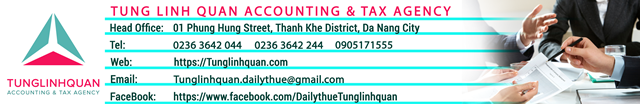 TUNG LINH QUAN ACCOUNTING & TAX AGENCY
Head Office: 01 Phung Hung Street, Thanh Khe District, Da Nang City
Tel: 0236 3642 044 0236 3642 244 0905171555
Web: https://Tunglinhquan.com
Email: Tunglinhquan.dailythue@gmail.com
FaceBook: https://www.facebook.com/DailythueTunglinhquan
TUNGLINHQUAN
ACCOUNTING & TAX AGENCY